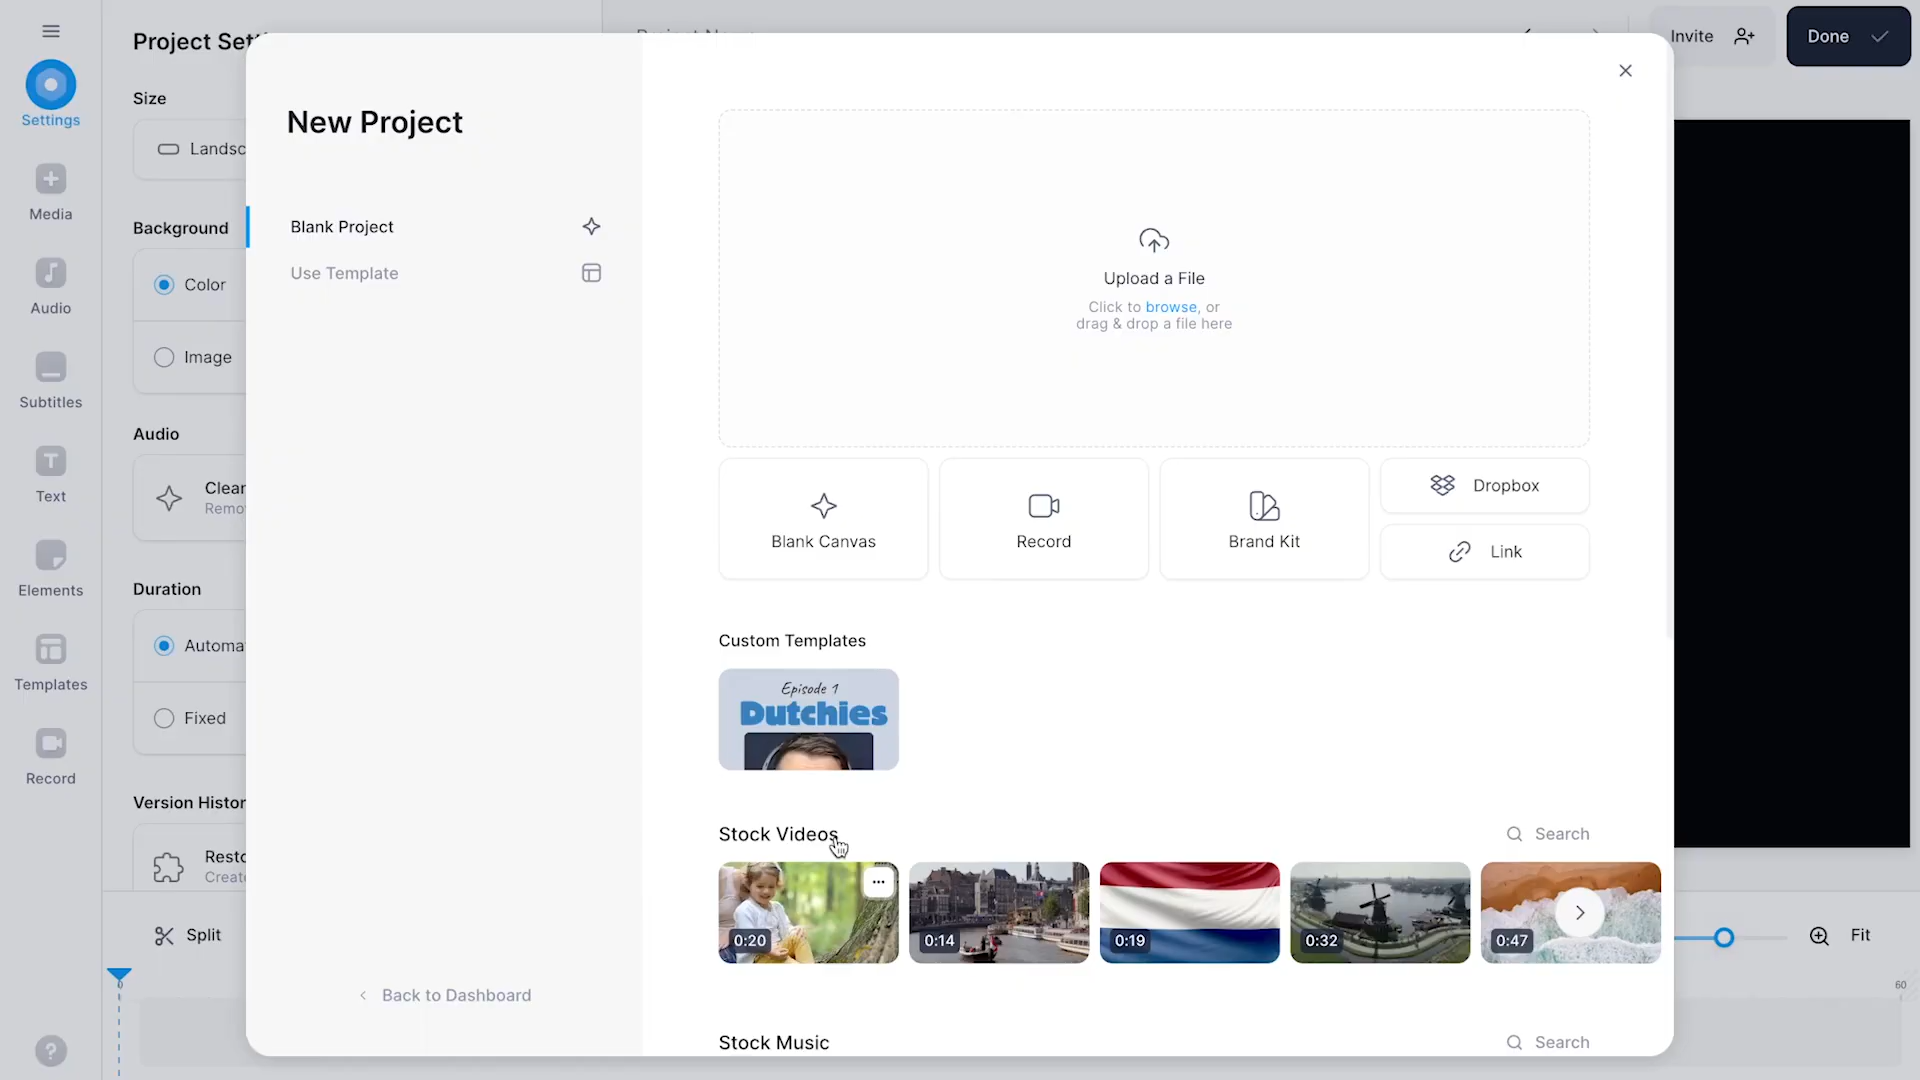 Settings
Media
Audio
Subtitles
Text
Elements
Templates
Record
Project Set
Size
Landsc
Background
Color
Image
Audio
Clean
Remo
Duration
Automa
Fixed
Version Histor
Resto
Create
Split
New Project
Blank Project
Use Template
Back to Dashboard
Upload a File
Click to browse, or
drag & drop a file here
Blank Canvas
Record
Brand Kit
Dropbox
Link
Custom Templates
Episode 1
Dutchies
Stock Videos
Search
0:20
0:14
0:19
0:32
0:47
Stock Music
Search
Invite
Done
Fit
60